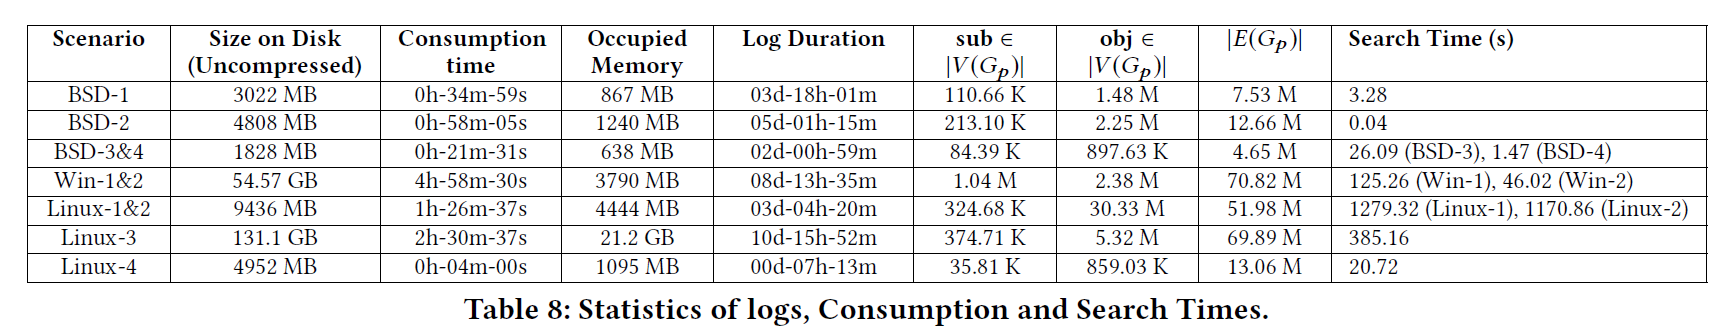 Scenario Size on Disk (Uncompressed) Consumption time Occupied Memory Log Duration sub ∈ |V(Gp)| obj ∈ |V(Gp)| |E(Gp)| Search Time (s)
BSD-1 3022 MB 0h-34m-59s 867 MB 03d-18h-01m 110.66 K 1.48 M 7.53 M 3.28
BSD-2 4808 MB 0h-58m-05s 1240 MB 05d-01h-15m 213.10 K 2.25 M 12.66 M 0.04
BSD-3&4 1828 MB 0h-21m-31s 638 MB 02d-00h-59m 84.39 K 897.63 K 4.65 M 26.09 (BSD-3), 1.47 (BSD-4)
Win-1&2 54.57 GB 4h-58m-30s 3790 MB 08d-13h-35m 1.04 M 2.38 M 70.82 M 125.26 (Win-1), 46.02 (Win-2)
Linux-1&2 9436 MB 1h-26m-37s 4444 MB 03d-04h-20m 324.68 K 30.33 M 51.98 M 1279.32 (Linux-1), 1170.86 (Linux-2)
Linux-3 131.1 GB 2h-30m-37s 21.2 GB 10d-15h-52m 374.71 K 5.32 M 69.89 M 385.16
Linux-4 4952 MB 0h-04m-00s 1095 MB 00d-07h-13m 35.81 K 859.03 K 13.06 M 20.72
Table 8: Statistics of logs, Consumption and Search Times.